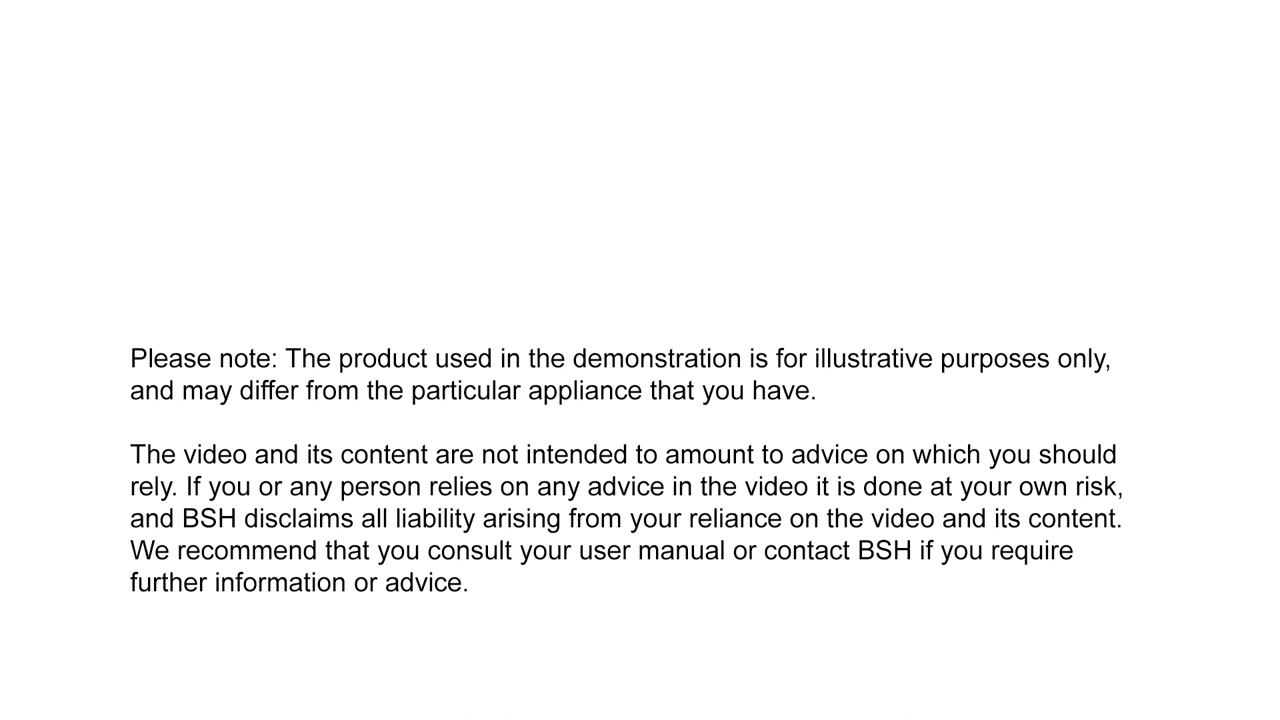 Please note: The product used in the demonstration is for illustrative purposes only,
and may differ from the particular appliance that you have.
The video and its content are not intended to amount to advice on which you should
rely. If you or any person relies on any advice in the video it is done at your own risk,
and BSH disclaims all liability arising from your reliance on the video and its content.
We recommend that you consult your user manual or contact BSH if you require
further information or advice.